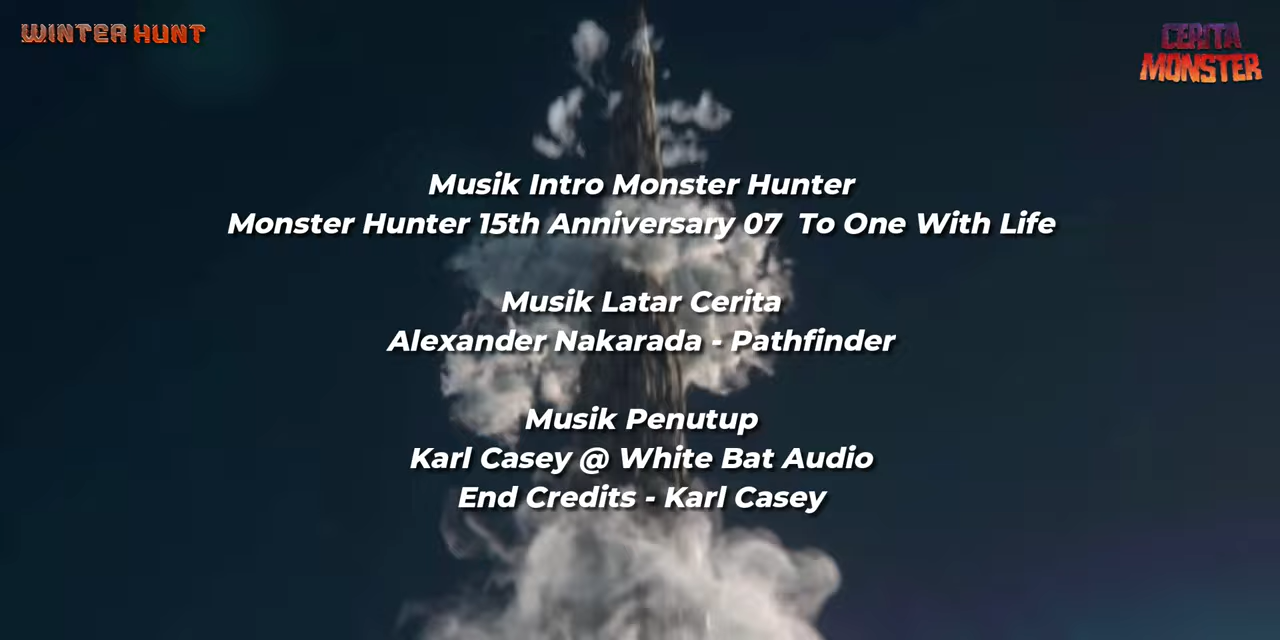 WINTER HUNT
CERITA
MONSTER
Musik Intro Monster Hunter
Monster Hunter 15th Anniversary 07 To One With Life
Musik Latar Cerita
Alexander Nakarada - Pathfinder
Musik Penutup
Karl Casey @ White Bat Audio
End Credits - Karl Casey